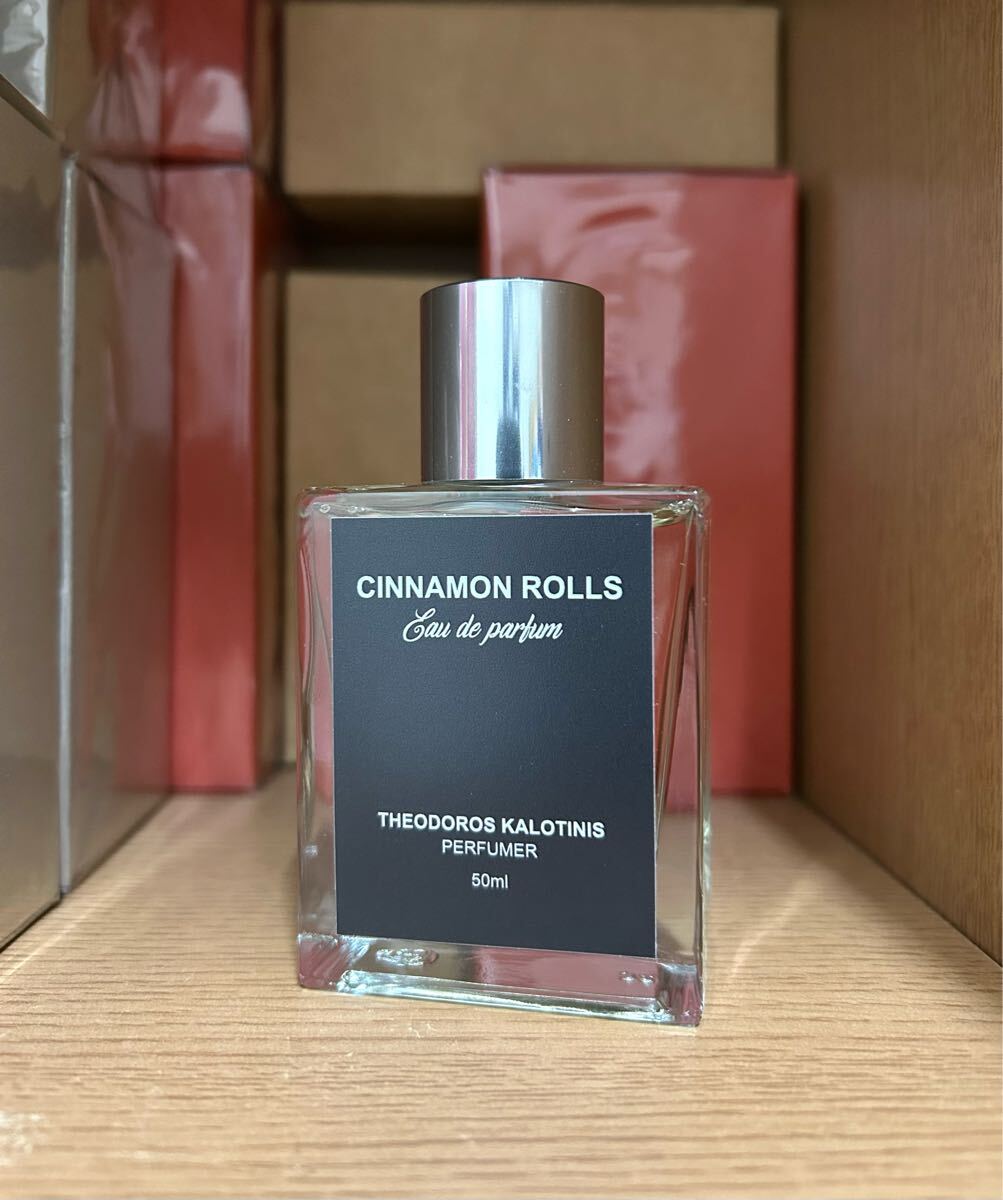 CINNAMON ROLLS
Eau de parfum
THEODOROS KALOTINIS
PERFUMER
50ml